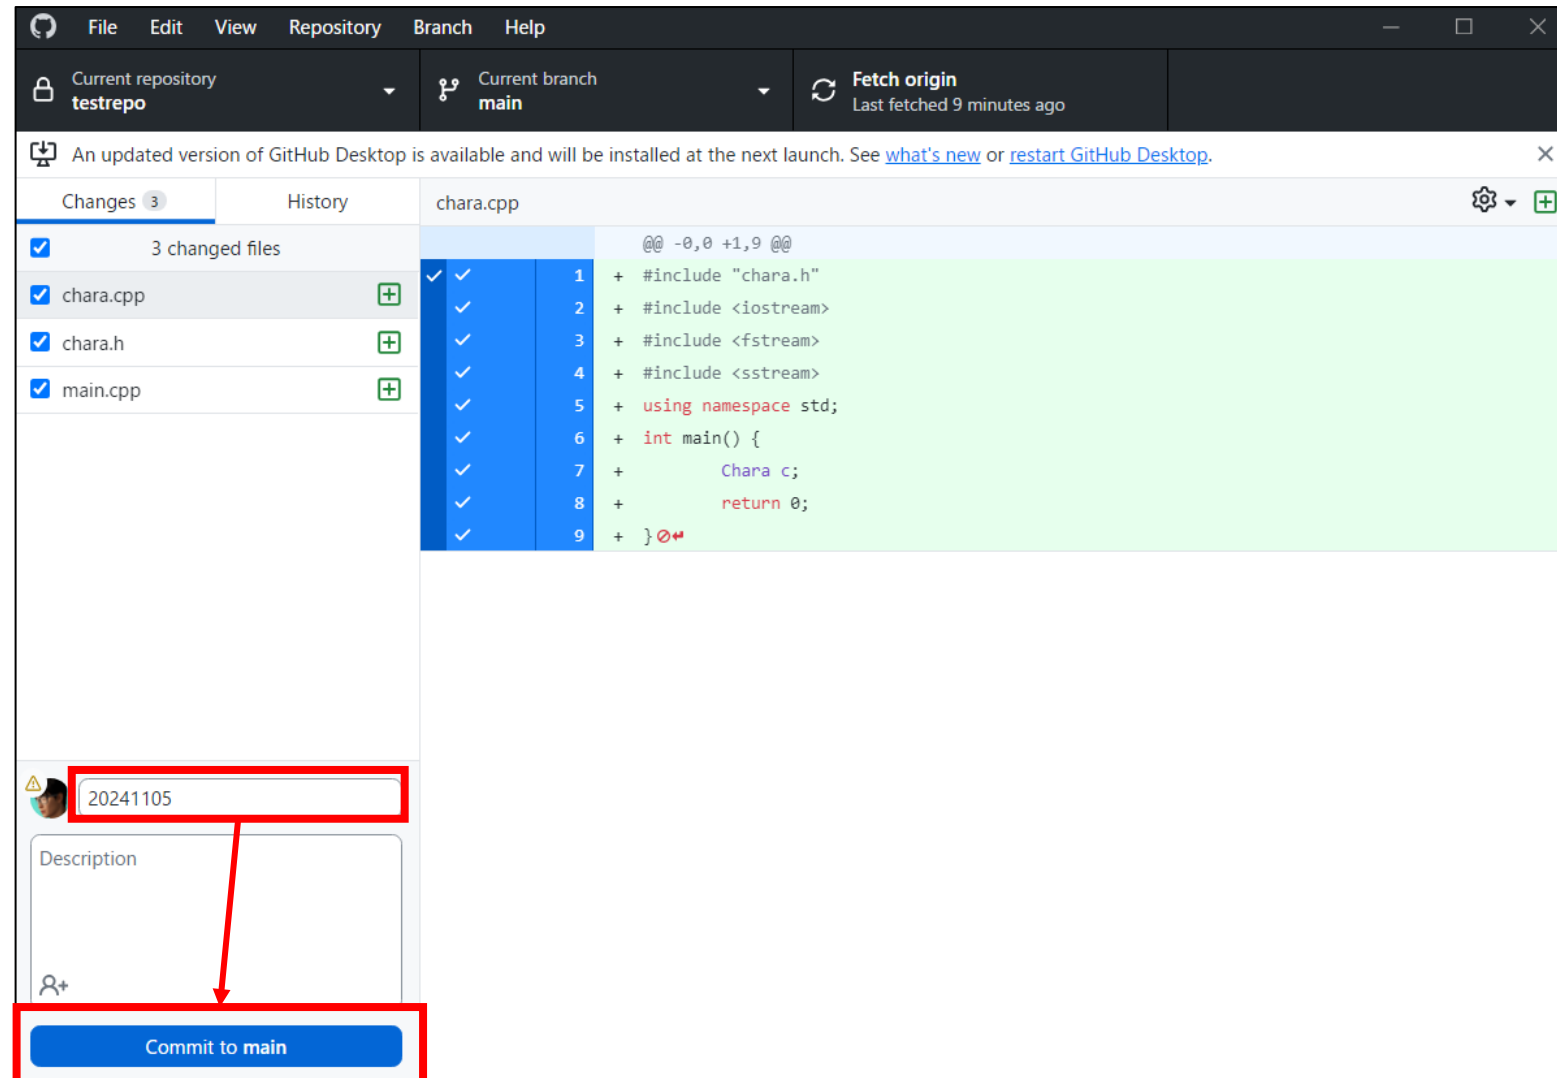 File Edit View Repository Branch Help
Current repository
testrepo
Current branch
main
Fetch origin
Last fetched 9 minutes ago
An updated version of GitHub Desktop is available and will be installed at the next launch. See what's new or restart GitHub Desktop.
Changes 3
History
chara.cpp
3 changed files
chara.cpp
chara.h
main.cpp
@@ -0,0 +1,9 @@
1 + #include "chara.h"
2 + #include <iostream>
3 + #include <fstream>
4 + #include <sstream>
5 + using namespace std;
6 + int main() {
7 + Chara c;
8 + return 0;
9 + }
20241105
Description
Commit to main